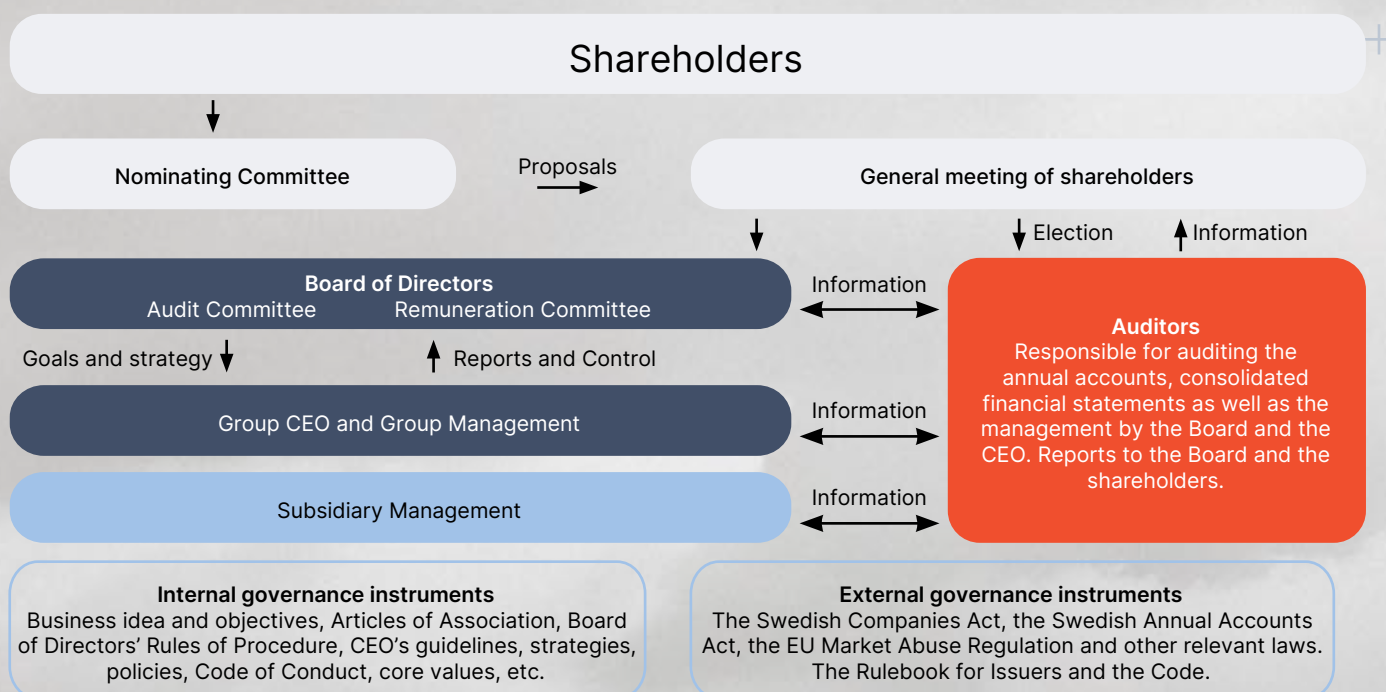 Shareholders
Nominating Committee
Proposals
General meeting of shareholders
Election
Information
Board of Directors
Audit Committee
Remuneration Committee
Information
Goals and strategy
Reports and Control
Group CEO and Group Management
Information
Subsidiary Management
Information
Auditors
Responsible for auditing the
annual accounts, consolidated
financial statements as well as the
management by the Board and the
CEO. Reports to the Board and the
shareholders.
Internal governance instruments
Business idea and objectives, Articles of Association, Board
of Directors’ Rules of Procedure, CEO’s guidelines, strategies,
policies, Code of Conduct, core values, etc.
External governance instruments
The Swedish Companies Act, the Swedish Annual Accounts
Act, the EU Market Abuse Regulation and other relevant laws.
The Rulebook for Issuers and the Code.